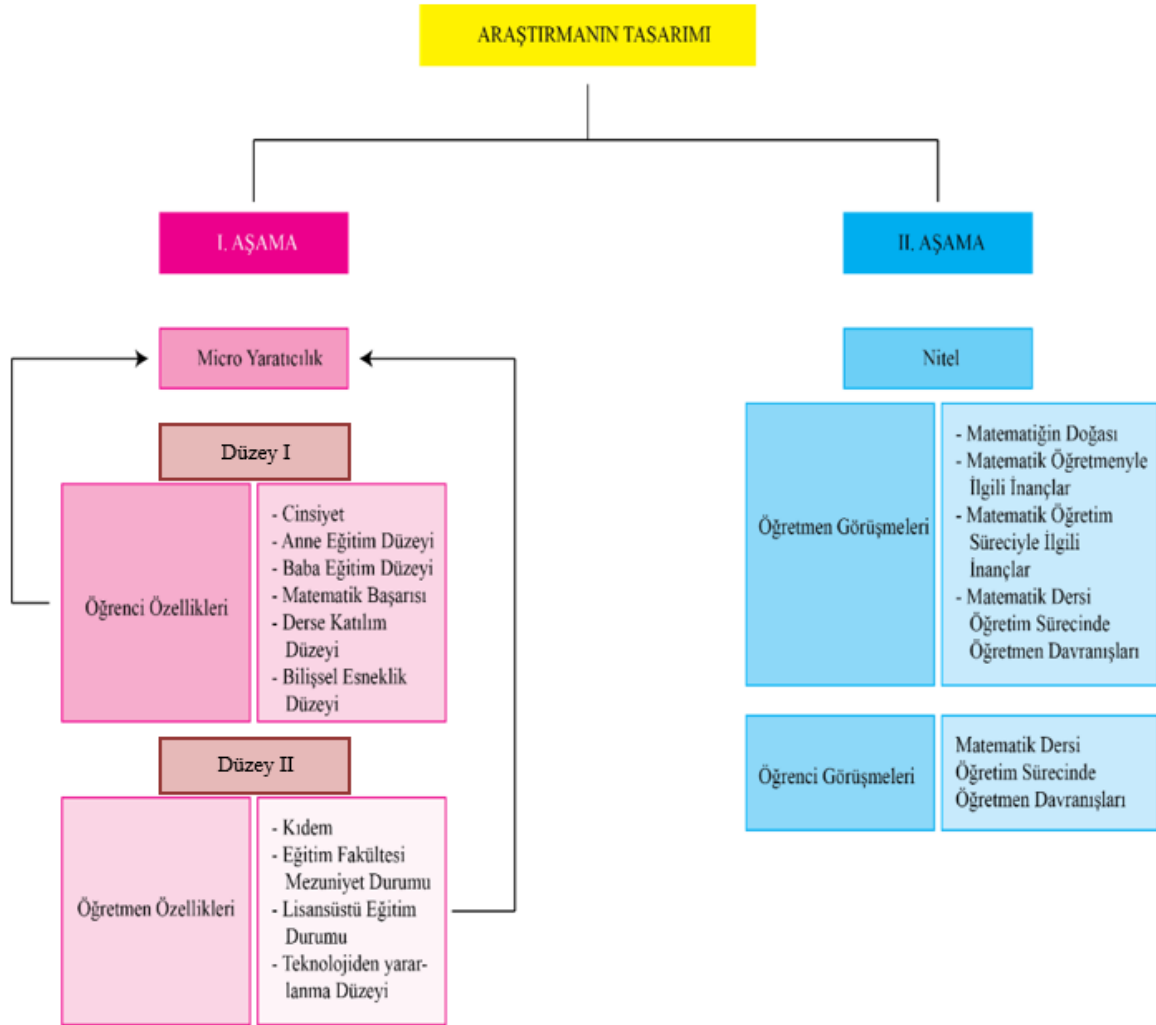 ARAŞTIRMANIN TASARIMI
I. AŞAMA
Micro Yaratıcılık
Düzey I
Öğrenci Özellikleri
- Cinsiyet
- Anne Eğitim Düzeyi
- Baba Eğitim Düzeyi
- Matematik Başarısı
- Derse Katılım
Düzeyi
- Bilişsel Esneklik
Düzeyi
Düzey II
Öğretmen Özellikleri
- Kıdem
- Eğitim Fakültesi
Mezuniyet Durumu
- Lisansüstü Eğitim
Durumu
- Teknolojiden yarar-
lanma Düzeyi
II. AŞAMA
Nitel
Öğretmen Görüşmeleri
- Matematiğin Doğası
- Matematik Öğretmenyle
İlgili İnançlar
- Matematik Öğretim
Süreciyle İlgili
İnançlar
- Matematik Dersi
Öğretim Sürecinde
Öğretmen Davranışları
Öğrenci Görüşmeleri
Matematik Dersi
Öğretim Sürecinde
Öğretmen Davranışları